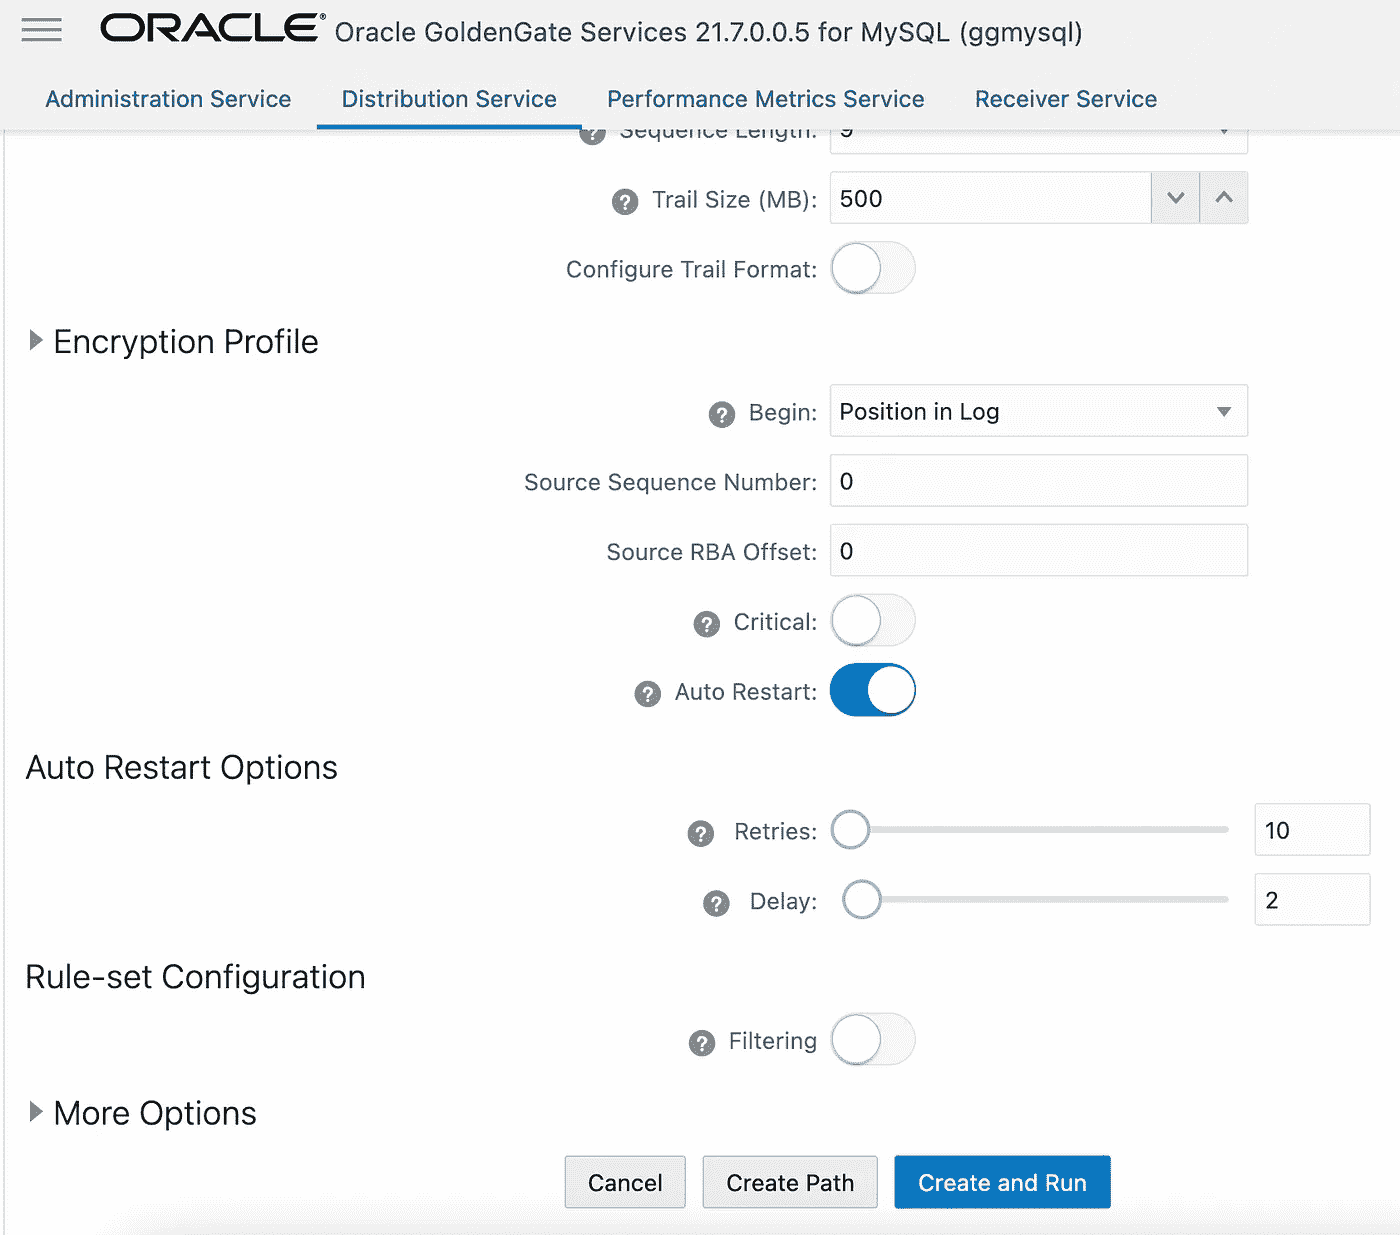 ORACLE® Oracle GoldenGate Services 21.7.0.0.5 for MySQL (ggmysql)
Administration Service Distribution Service Performance Metrics Service Receiver Service
? Sequence Length: 9
? Trail Size (MB): 500
Configure Trail Format:
Encryption Profile
? Begin: Position in Log
Source Sequence Number: 0
Source RBA Offset: 0
? Critical:
? Auto Restart:
Auto Restart Options
? Retries: 10
? Delay: 2
Rule-set Configuration
? Filtering
More Options
Cancel Create Path Create and Run